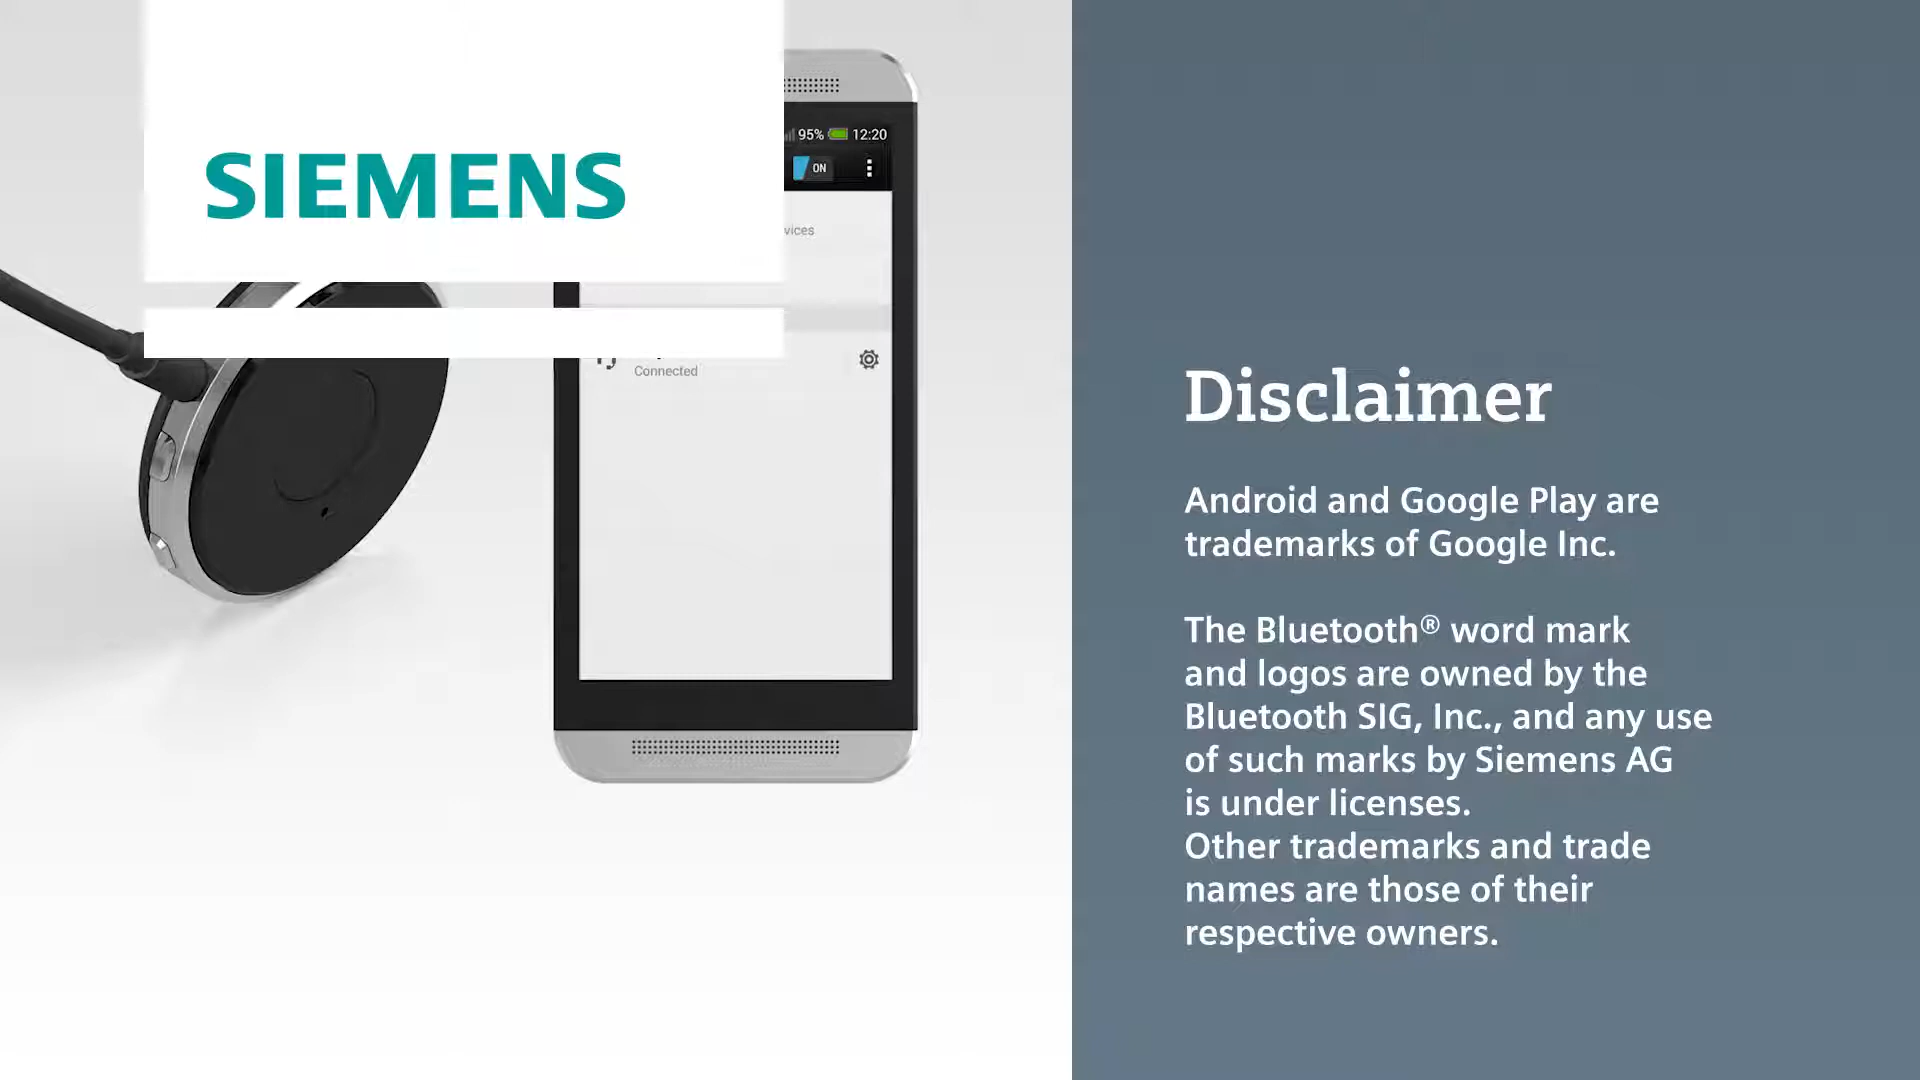 SIEMENS
95% 12:20
ON
vices
Connected
Disclaimer
Android and Google Play are
trademarks of Google Inc.
The Bluetooth® word mark
and logos are owned by the
Bluetooth SIG, Inc., and any use
of such marks by Siemens AG
is under licenses.
Other trademarks and trade
names are those of their
respective owners.